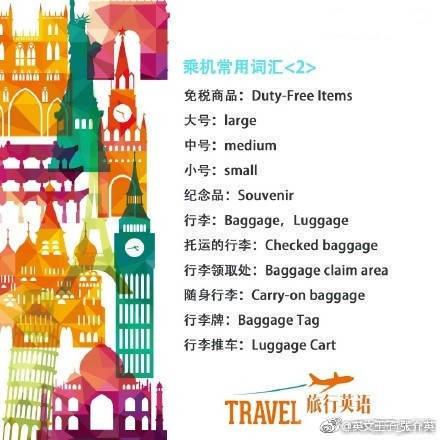 乘机常用词汇<2>
免税商品：Duty-Free Items
大号：large
中号：medium
小号：small
纪念品：Souvenir
行李：Baggage，Luggage
托运的行李：Checked baggage
行李领取处：Baggage claim area
随身行李：Carry-on baggage
行李牌：Baggage Tag
行李推车：Luggage Cart
TRAVEL 旅行英语